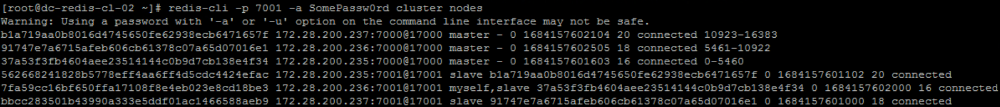 [root@dc-redis-cl-02 ~]# redis-cli -p 7001 -a SomePassw0rd cluster nodes
Warning: Using a password with '-a' or '-u' option on the command line interface may not be safe.
b1a719aa0b8016d4745650fe62938ecb6471657f 172.28.200.237:7000@17000 master - 0 1684157602104 20 connected 10923-16383
91747e7a6715afeb606cb61378c07a65d07016e1 172.28.200.236:7000@17000 master - 0 1684157602505 18 connected 5461-10922
37a53f3fb4604aee23514144c0b9d7cb138e4f34 172.28.200.235:7000@17000 master - 0 1684157601603 16 connected 0-5460
562668241828b5778eff4aa6ff4d5cdc4424efac 172.28.200.235:7001@17001 slave b1a719aa0b8016d4745650fe62938ecb6471657f 0 1684157601102 20 connected
7fa59cc16bf650ffa17108f8e4eb023e8cd18be3 172.28.200.236:7001@17001 myself,slave 37a53f3fb4604aee23514144c0b9d7cb138e4f34 0 1684157602000 16 connected
bbcc283501b43990a333e5ddf01ac1466588aeb9 172.28.200.237:7001@17001 slave 91747e7a6715afeb606cb61378c07a65d07016e1 0 1684157601000 18 connected